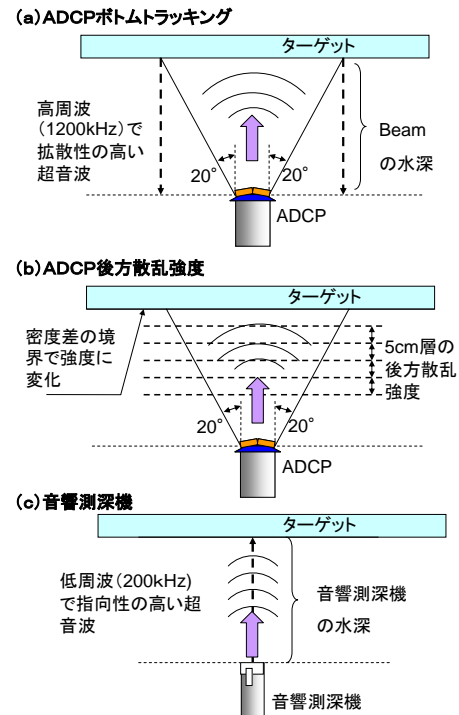 (a)ADCPボトムトラッキング
ターゲット
高周波
(1200kHz)で
拡散性の高い
超音波
20°
20°
Beam
の水深
ADCP
(b)ADCP後方散乱強度
ターゲット
密度差の境
界で強度に
変化
5cm層の
後方散乱
強度
20°
20°
ADCP
(c)音響測深機
ターゲット
低周波(200kHz)
で指向性の高い超
音波
音響測深機
の水深
音響測深機